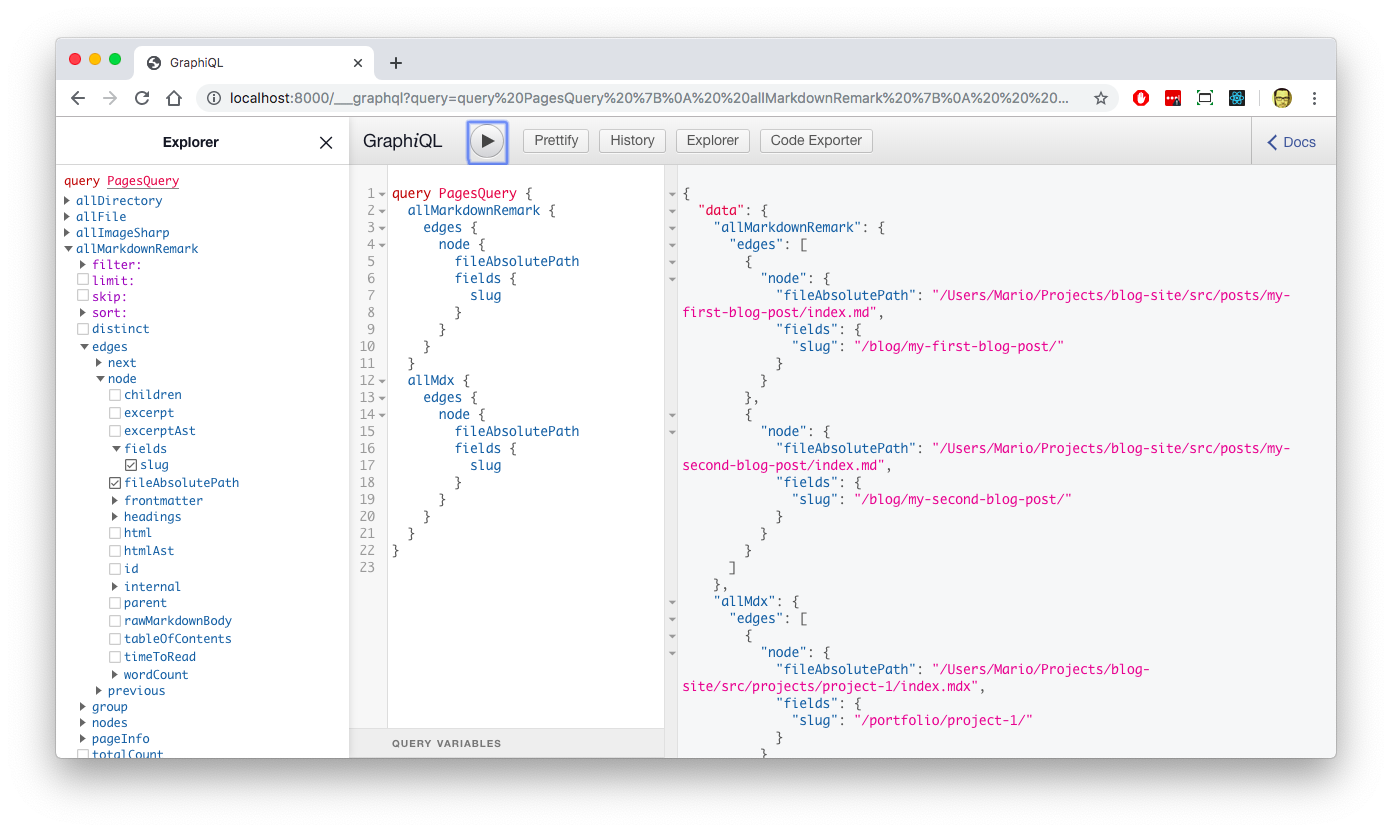 GraphiQL
localhost:8000/___graphql?query=query%20PagesQuery%20%7B%0A%20%20allMarkdownRemark%20%7B%0A%20%20%20...
Explorer
GraphiQL
Prettify
History
Explorer
Code Exporter
Docs
query PagesQuery
allDirectory
allFile
allImageSharp
allMarkdownRemark
filter:
limit:
skip:
sort:
distinct
edges
next
node
children
excerpt
excerptAst
fields
slug
fileAbsolutePath
frontmatter
headings
html
htmlAst
id
internal
parent
rawMarkdownBody
tableOfContents
timeToRead
wordCount
previous
group
nodes
pageInfo
totalCount
1 query PagesQuery {
2 allMarkdownRemark {
3 edges {
4 node {
5 fileAbsolutePath
6 fields {
7 slug
8 }
9 }
10 }
11 }
12 allMdx {
13 edges {
14 node {
15 fileAbsolutePath
16 fields {
17 slug
18 }
19 }
20 }
21 }
22 }
23
QUERY VARIABLES
{
"data": {
"allMarkdownRemark": {
"edges": [
{
"node": {
"fileAbsolutePath": "/Users/Mario/Projects/blog-site/src/posts/my-
first-blog-post/index.md",
"fields": {
"slug": "/blog/my-first-blog-post/"
}
}
},
{
"node": {
"fileAbsolutePath": "/Users/Mario/Projects/blog-site/src/posts/my-
second-blog-post/index.md",
"fields": {
"slug": "/blog/my-second-blog-post/"
}
}
}
]
},
"allMdx": {
"edges": [
{
"node": {
"fileAbsolutePath": "/Users/Mario/Projects/blog-
site/src/projects/project-1/index.mdx",
"fields": {
"slug": "/portfolio/project-1/"
}
}